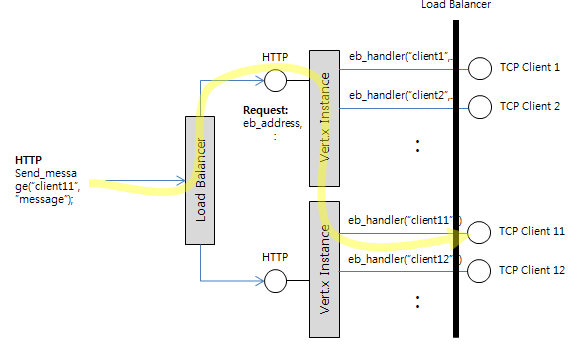 Load Balancer
HTTP
eb_handler("client1",
TCP Client 1
eb_handler("client2",
TCP Client 2
Request:
eb_address,
:
Vert.x Instance
:
Load Balancer
HTTP
Send_messa
ge("client11",
"message");
eb_handler("client11",)
TCP Client 11
HTTP
eb_handler("client12",)
TCP Client 12
Vert.x Instance
: